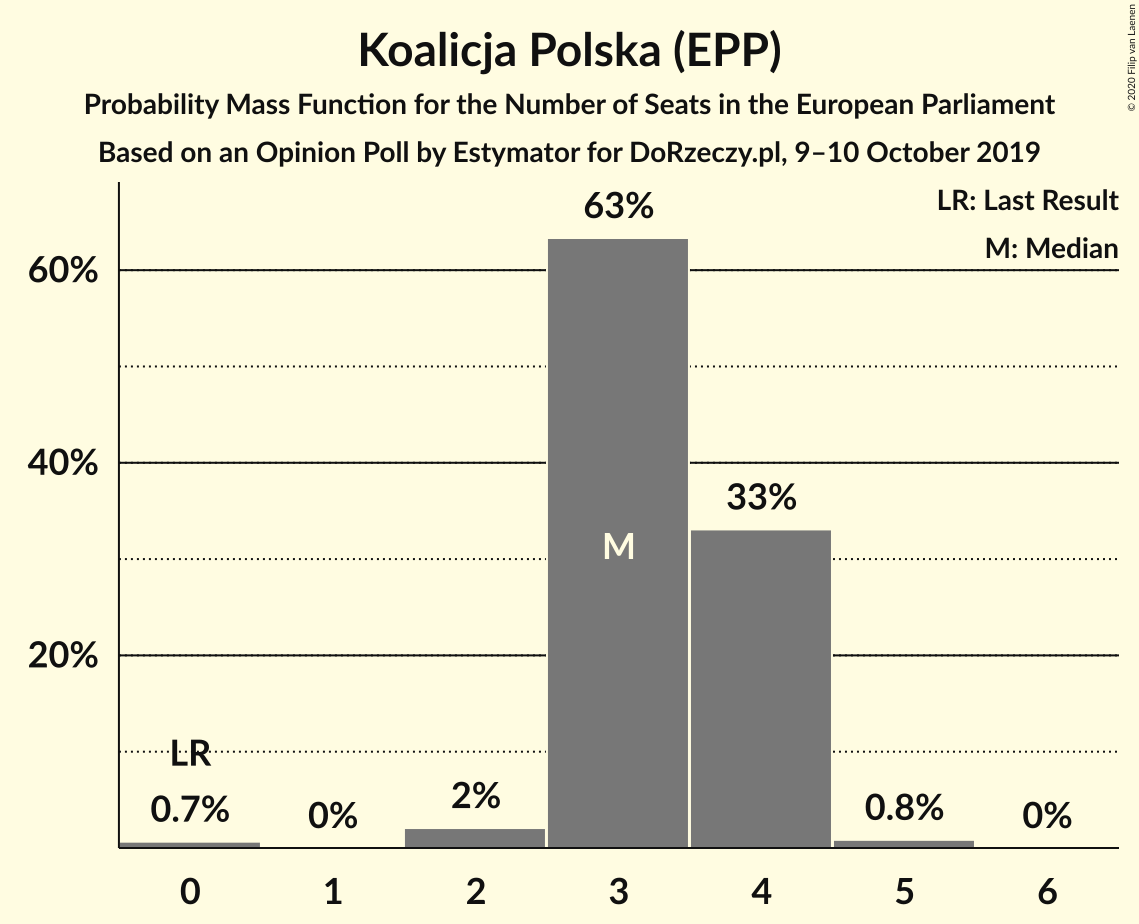 Koalicja Polska (EPP)
Probability Mass Function for the Number of Seats in the European Parliament
Based on an Opinion Poll by Estymator for DoRzeczy.pl, 9–10 October 2019
© 2020 Filip van Laenen
LR: Last Result
M: Median
63%
60%
40%
33%
M
20%
LR
0.7%
0%
2%
0.8%
0%
0 1 2 3 4 5 6